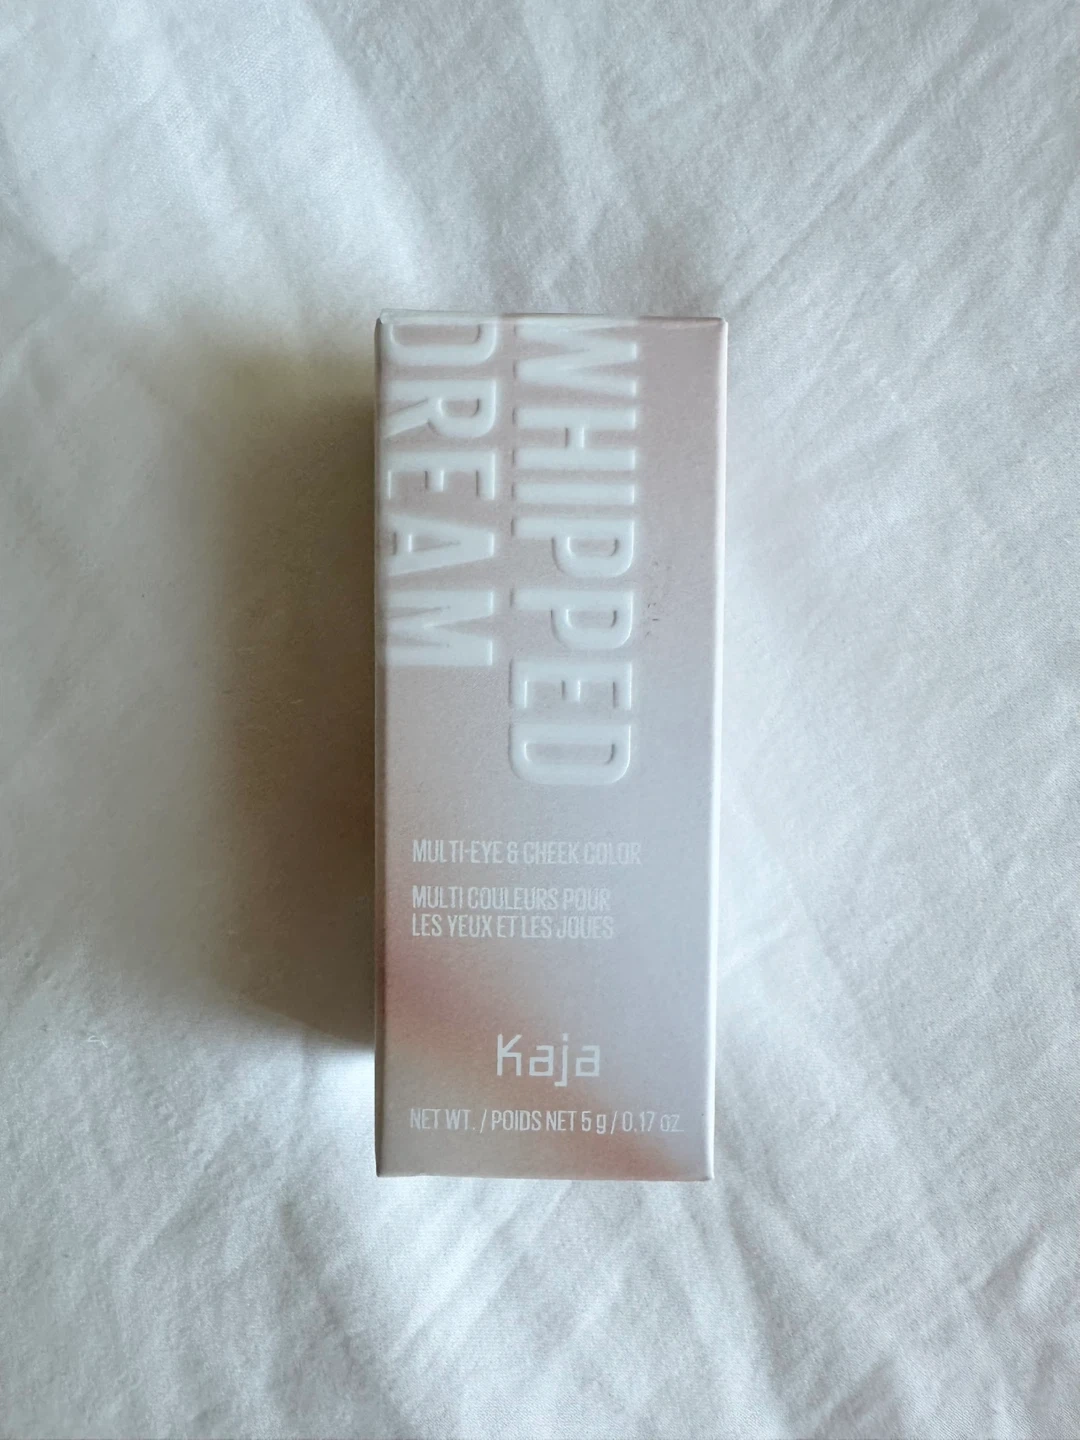 WHIPPED
DREAM
MULTI-EYE & CHEEK COLOR
MULTI COULEURS POUR
LES YEUX ET LES JOUES
Kaja
NET WT. / POIDS NET 5 g / 0.17 oz.